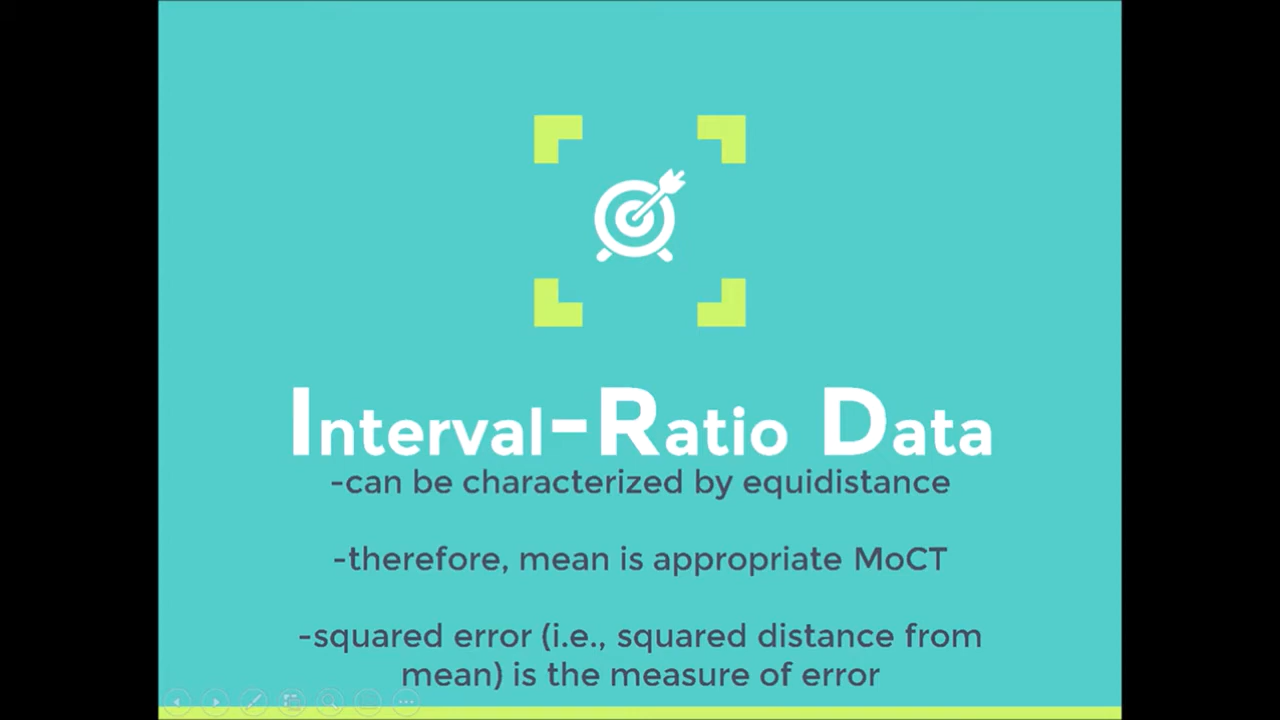 Interval-Ratio Data
-can be characterized by equidistance
-therefore, mean is appropriate MoCT
-squared error (i.e., squared distance from
mean) is the measure of error